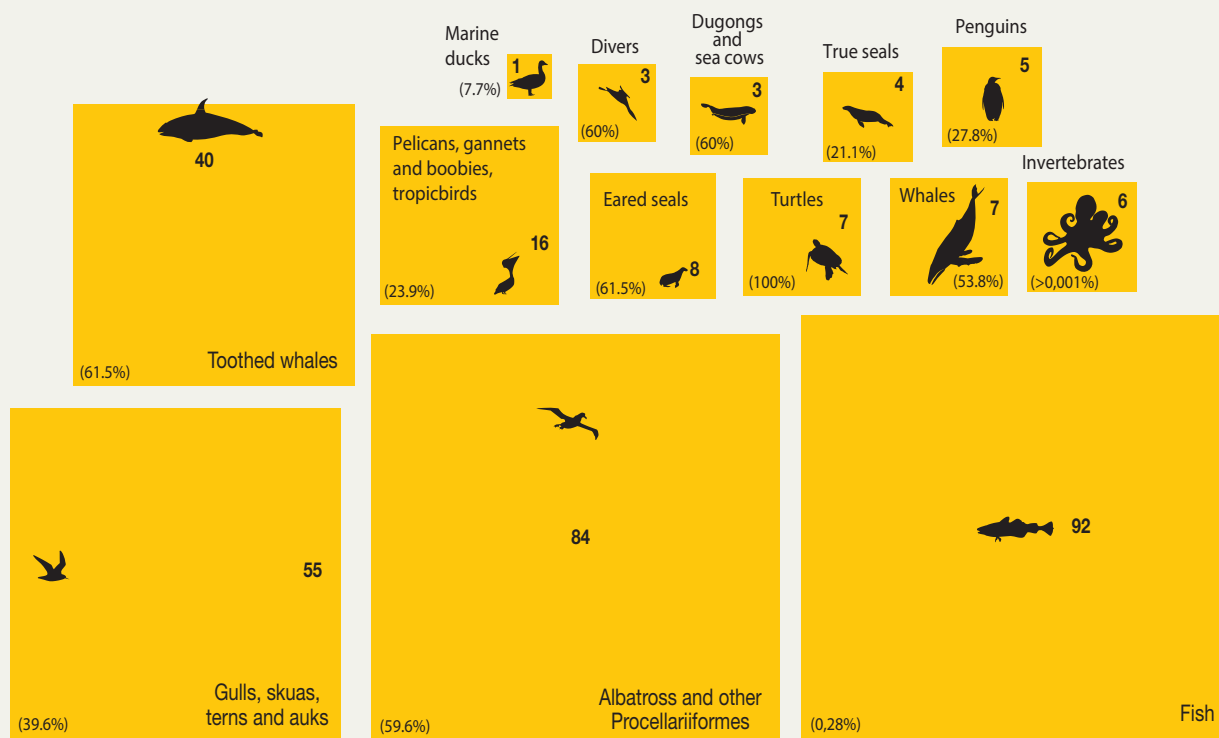 Marine
ducks
1
(7.7%)
Divers
3
(60%)
Dugongs
and
sea cows
3
(60%)
True seals
4
(21.1%)
Penguins
5
(27.8%)
40
(61.5%)
Toothed whales
Pelicans, gannets
and boobies,
tropicbirds
16
(23.9%)
Eared seals
8
(61.5%)
Turtles
7
(100%)
Whales
7
(53.8%)
Invertebrates
6
(>0,001%)
55
Gulls, skuas,
terns and auks
(39.6%)
84
Albatross and other
Procellariiformes
(59.6%)
92
Fish
(0,28%)